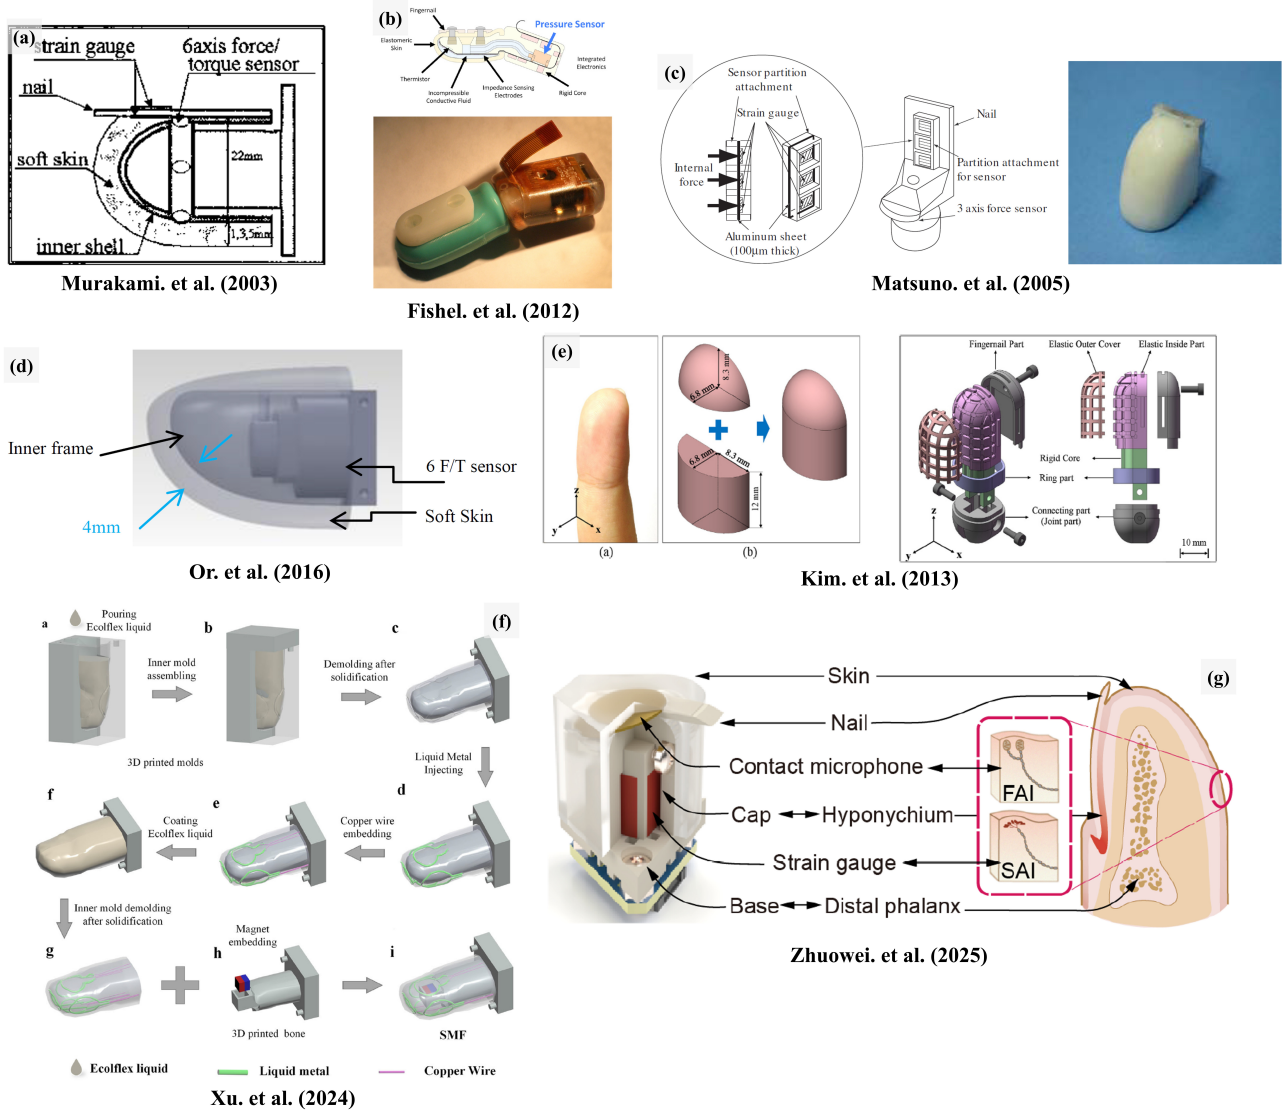 (a)
strain gauge
6axis force/
torque sensor
nail
soft skin
22mm
inner shell
1,3,5mm
Murakami. et al. (2003)
(b)
Fingernail
Pressure Sensor
Elastomeric
Skin
Integrated
Electronics
Thermistor
Incompressible
Conductive Fluid
Impedance Sensing
Electrodes
Rigid Core
Fishel. et al. (2012)
(c)
Sensor partition
attachment
Strain gauge
Internal
force
Aluminum sheet
(100μm thick)
Nail
Partition attachment
for sensor
3 axis force sensor
Matsuno. et al. (2005)
(d)
Inner frame
4mm
6 F/T sensor
Soft Skin
Or. et al. (2016)
(e)
z
y
x
(a)
8.3 mm
6.8 mm
6.8 mm
8.3 mm
12 mm
(b)
Fingernail Part
Elastic Outer Cover
Elastic Inside Part
Rigid Core
Ring part
Connecting part
(Joint part)
z
y
x
10 mm
Kim. et al. (2013)
(f)
a
Pouring
Ecolflex liquid
b
c
Inner mold
assembling
Demolding after
solidification
3D printed molds
Liquid Metal
Injecting
f
e
d
Coating
Ecolflex liquid
Copper wire
embedding
Inner mold demolding
after solidification
g
h
Magnet
embedding
i
3D printed bone
SMF
Ecolflex liquid
Liquid metal
Copper Wire
Xu. et al. (2024)
(g)
Skin
Nail
Contact microphone
FAI
Cap
Hyponychium
Strain gauge
SAI
Base
Distal phalanx
Zhuowei. et al. (2025)